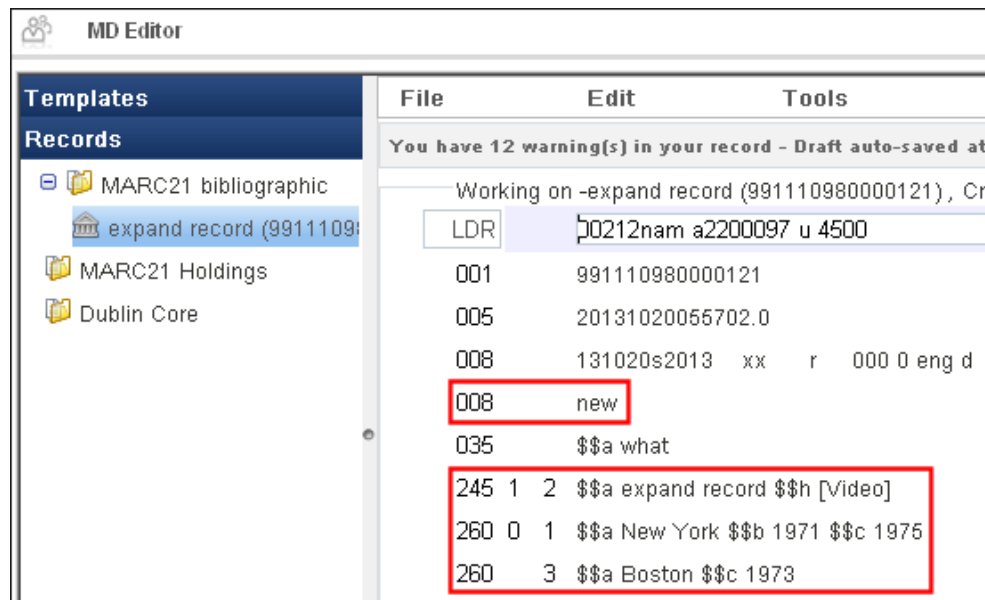 MD Editor
Templates
Records
MARC21 bibliographic
expand record (9911109
MARC21 Holdings
Dublin Core
File Edit Tools
You have 12 warning(s) in your record - Draft auto-saved at
Working on -expand record (991110980000121) , Cr
LDR 00212nam a2200097 u 4500
001 991110980000121
005 20131020055702.0
008 131020s2013 xx r 000 0 eng d
008 new
035 $$a what
245 1 2 $$a expand record $$h [Video]
260 0 1 $$a New York $$b 1971 $$c 1975
260 3 $$a Boston $$c 1973